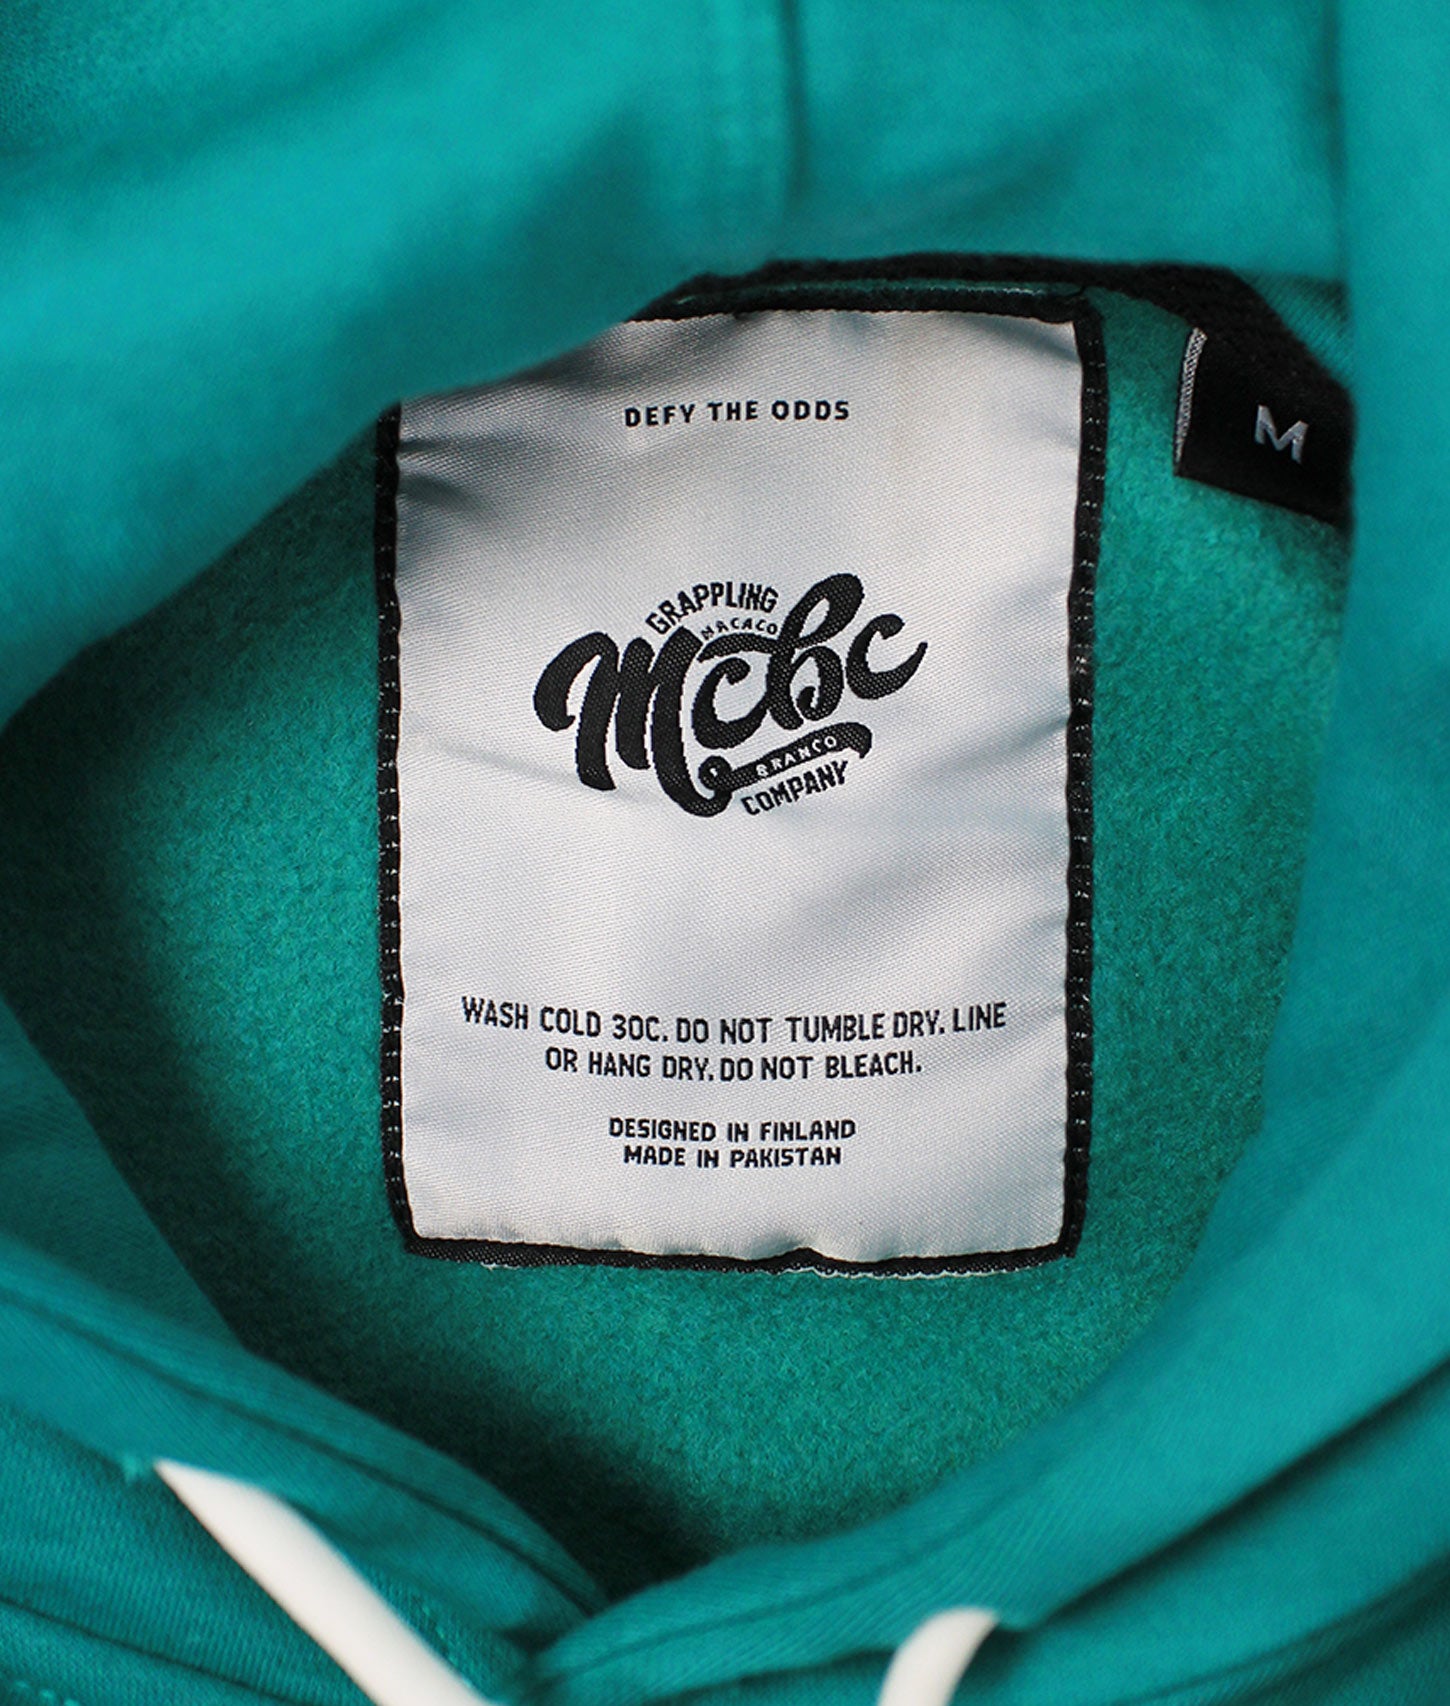 DEFY THE ODDS
M
GRAPPLING
MACACO
Mcbc
BRANCO
COMPANY
WASH COLD 30C. DO NOT TUMBLE DRY. LINE
OR HANG DRY. DO NOT BLEACH.
DESIGNED IN FINLAND
MADE IN PAKISTAN